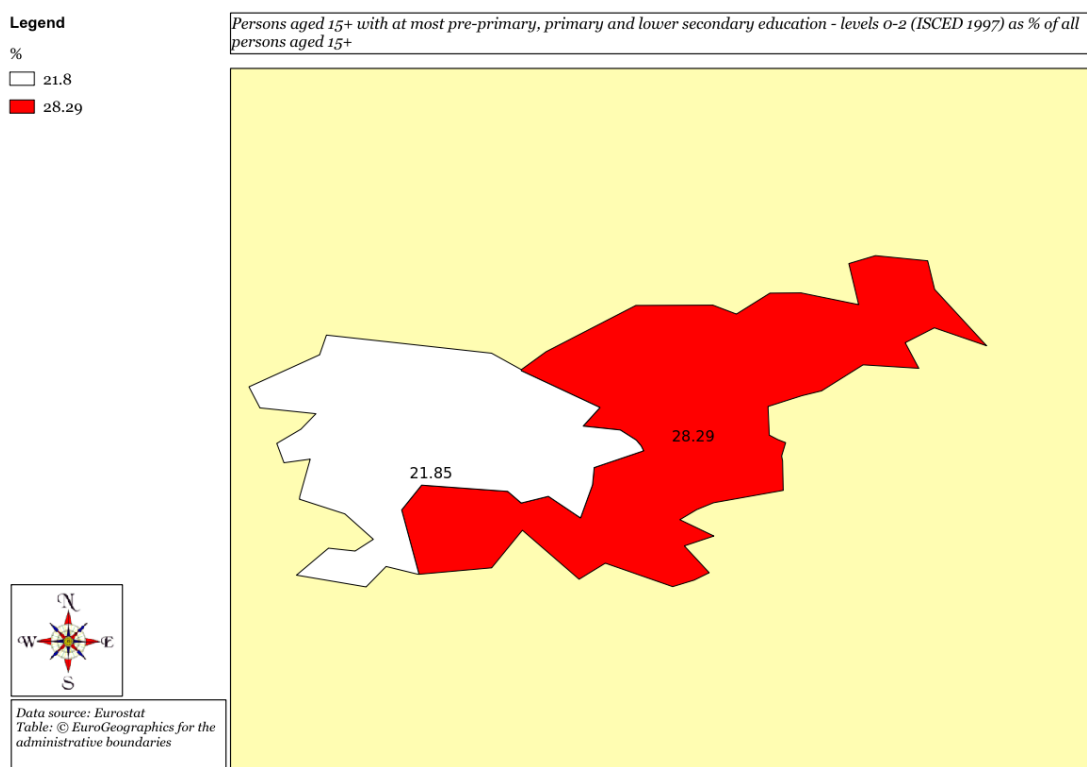 Legend
%
21.8
28.29
Persons aged 15+ with at most pre-primary, primary and lower secondary education - levels 0-2 (ISCED 1997) as % of all
persons aged 15+
28.29
21.85
N
W E
S
Data source: Eurostat
Table: © EuroGeographics for the
administrative boundaries